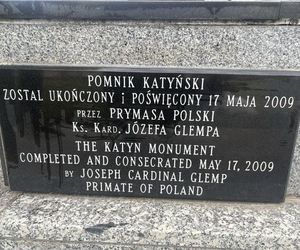 POMNIK KATYŃSKI
ZOSTAŁ UKOŃCZONY i POŚWIĘCONY 17 MAJA 2009
PRZEZ PRYMASA POLSKI
Ks. Kard. JÓZEFA GLEMPA
THE KATYN MONUMENT
COMPLETED AND CONSECRATED MAY 17, 2009
BY JOSEPH CARDINAL GLEMP
PRIMATE OF POLAND